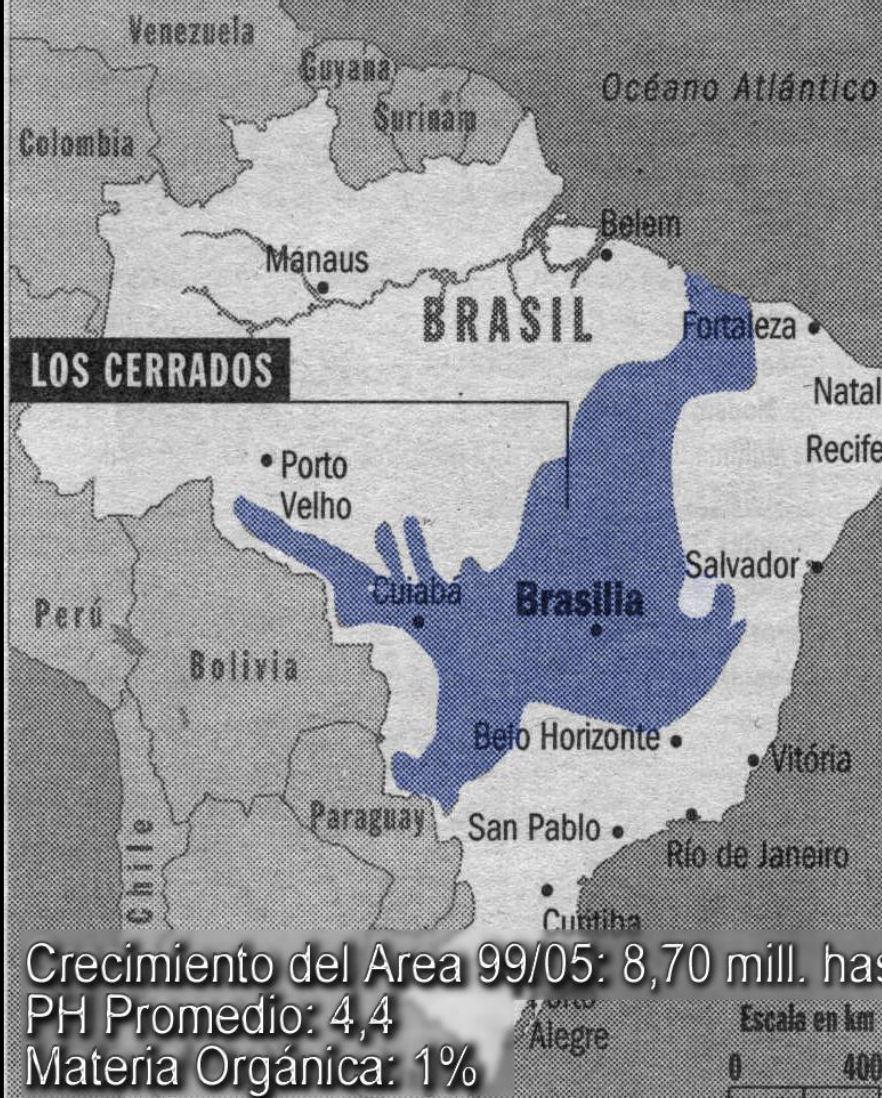 Venezuela
Guyana
Surinam
Océano Atlántico
Colombia
Belem
Manaus
BRASIL
Fortaleza
LOS CERRADOS
Natal
Recife
Porto
Velho
Salvador
Cuiabá
Brasilia
Perú
Bolivia
Belo Horizonte
Vitória
Paraguay
San Pablo
Río de Janeiro
Chile
Curitiba
Crecimiento del Area 99/05: 8,70 mill. has
PH Promedio: 4,4
Porto
Alegre
Escala en km
Materia Orgánica: 1%
0 400